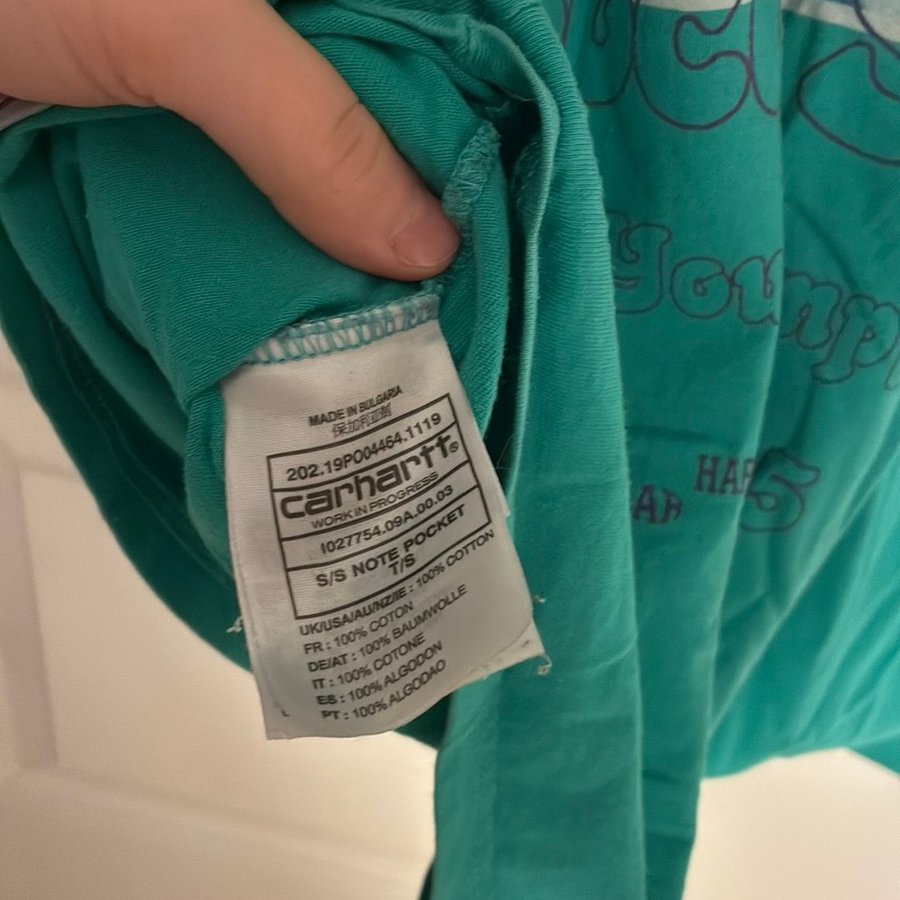 MADE IN BULGARIA
保加利亚制
202.19P004464.1119
carhartt®
WORK IN PROGRESS
I027754.09A.00.03
S/S NOTE POCKET
T/S
UK/USA/AU/NZ/IE : 100% COTTON
FR : 100% COTON
DE/AT : 100% BAUMWOLLE
IT : 100% COTONE
ES : 100% ALGODON
PT : 100% ALGODAO